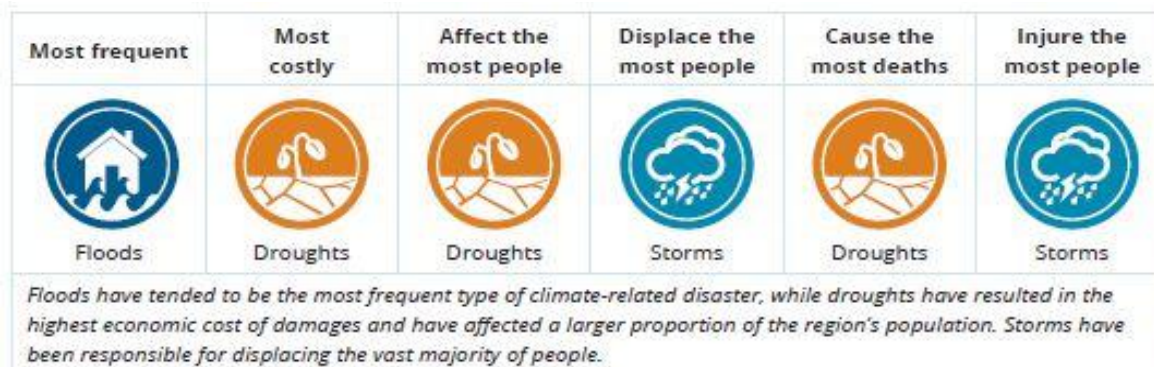 Most frequent
Most
costly
Affect the
most people
Displace the
most people
Cause the
most deaths
Injure the
most people
Floods
Droughts
Droughts
Storms
Droughts
Storms
Floods have tended to be the most frequent type of climate-related disaster, while droughts have resulted in the
highest economic cost of damages and have affected a larger proportion of the region's population. Storms have
been responsible for displacing the vast majority of people.